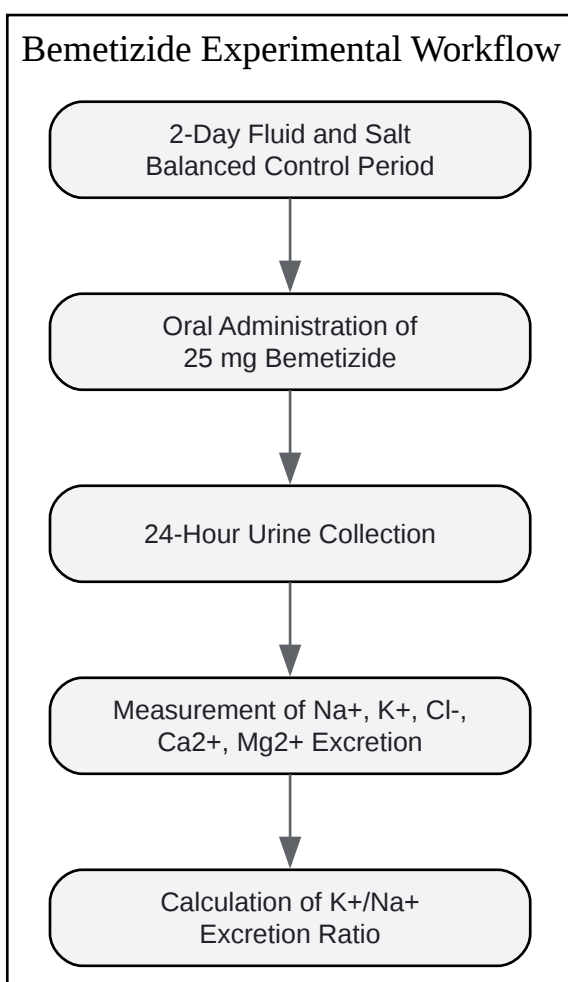 Bemetizide Experimental Workflow
2-Day Fluid and Salt
Balanced Control Period
Oral Administration of
25 mg Bemetizide
24-Hour Urine Collection
Measurement of Na+, K+, Cl-,
Ca2+, Mg2+ Excretion
Calculation of K+/Na+
Excretion Ratio